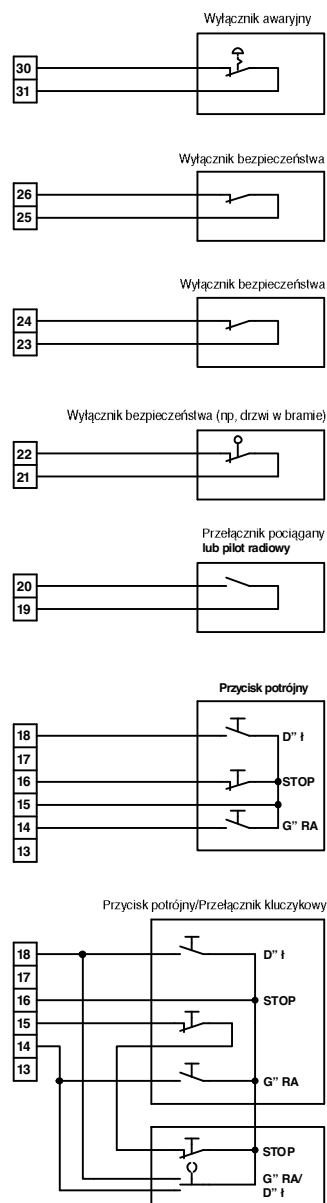 Wyłącznik awaryjny
30
31
Wyłącznik bezpieczeństwa
26
25
Wyłącznik bezpieczeństwa
24
23
Wyłącznik bezpieczeństwa (np, drzwi w bramie)
22
21
Przełącznik pociągany
lub pilot radiowy
20
19
Przycisk potrójny
18
D" ł
17
16
STOP
15
14
G" RA
13
Przycisk potrójny/Przełącznik kluczykowy
18
D" ł
17
16
STOP
15
14
13
G" RA
STOP
G" RA/
D" ł